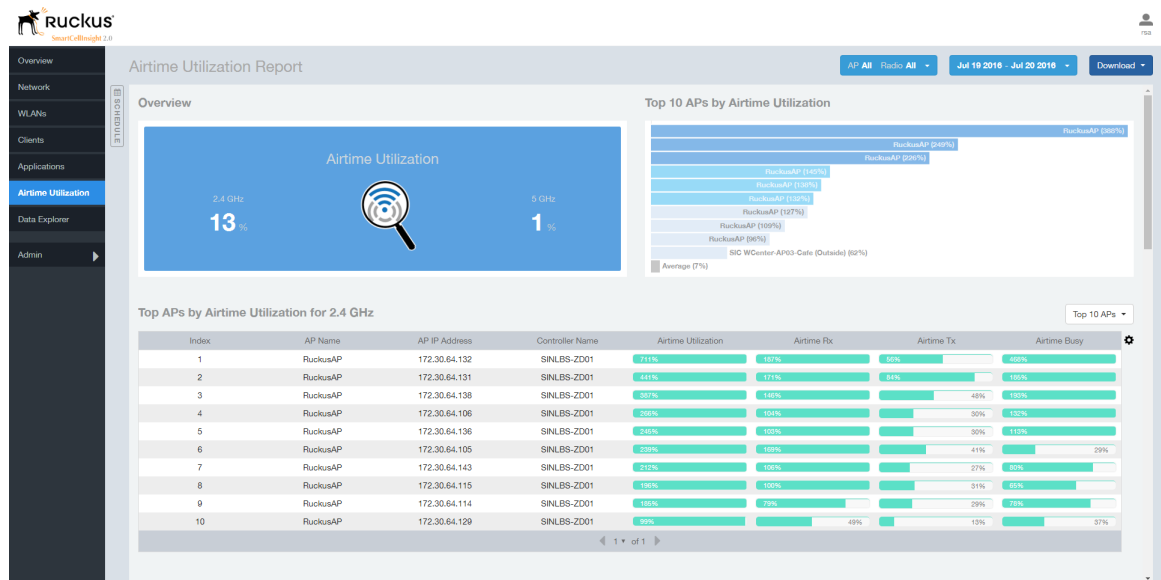 Ruckus
SmartCellInsight 2.0
rsa
Overview
Network
WLANs
Clients
Applications
Airtime Utilization
Data Explorer
Admin
SCHEDULE
Airtime Utilization Report
AP All Radio All
Jul 19 2016 - Jul 20 2016
Download
Overview
Airtime Utilization
2.4 GHz
13 %
5 GHz
1 %
Top 10 APs by Airtime Utilization
RuckusAP (249%)
RuckusAP (226%)
RuckusAP (145%)
RuckusAP (132%)
RuckusAP (127%)
RuckusAP (109%)
RuckusAP (96%)
SIC WCenter-AP03-Cafe (Outside) (62%)
Average (7%)
Top APs by Airtime Utilization for 2.4 GHz
Top 10 APs
Index AP Name AP IP Address Controller Name Airtime Utilization Airtime Rx Airtime Tx Airtime Busy
1 RuckusAP 172.30.64.132 SINLBS-ZD01 711% 187% 56% 468%
2 RuckusAP 172.30.64.131 SINLBS-ZD01 441% 171% 84% 185%
3 RuckusAP 172.30.64.138 SINLBS-ZD01 387% 146% 48% 193%
4 RuckusAP 172.30.64.106 SINLBS-ZD01 266% 104% 30% 132%
5 RuckusAP 172.30.64.136 SINLBS-ZD01 245% 102% 30% 113%
6 RuckusAP 172.30.64.105 SINLBS-ZD01 239% 169% 41% 29%
7 RuckusAP 172.30.64.143 SINLBS-ZD01 212% 106% 27% 80%
8 RuckusAP 172.30.64.115 SINLBS-ZD01 196% 100% 31% 65%
9 RuckusAP 172.30.64.114 SINLBS-ZD01 185% 79% 29% 78%
10 RuckusAP 172.30.64.129 SINLBS-ZD01 99% 49% 13% 37%
1 of 1